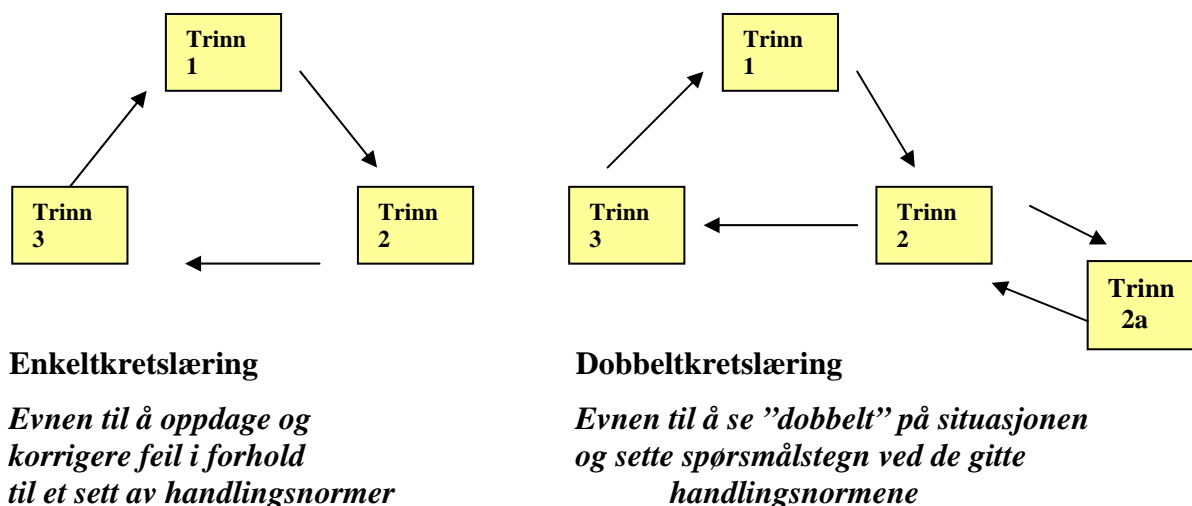 Trinn
1
Trinn
3
Trinn
2
Enkeltkretslæring
Evnen til å oppdage og
korrigere feil i forhold
til et sett av handlingsnormer
Trinn
1
Trinn
3
Trinn
2
Trinn
2a
Dobbeltkretslæring
Evnen til å se ”dobbelt” på situasjonen
og sette spørsmålstegn ved de gitte
handlingsnormene